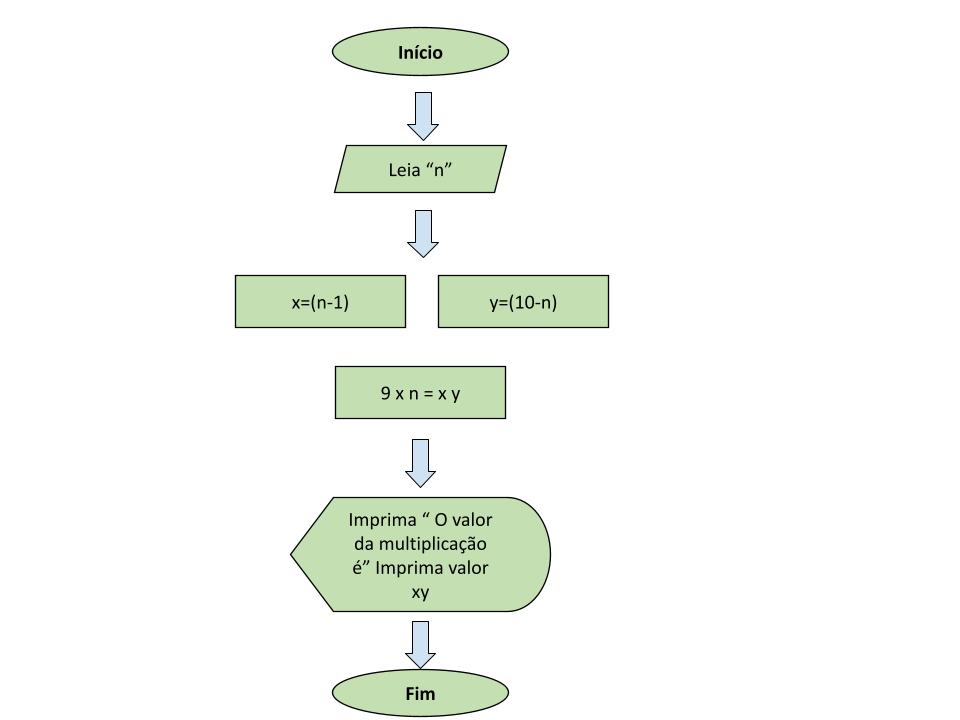 Início
Leia “n”
x=(n-1)
y=(10-n)
9 x n = x y
Imprima “ O valor
da multiplicação
é” Imprima valor
xy
Fim